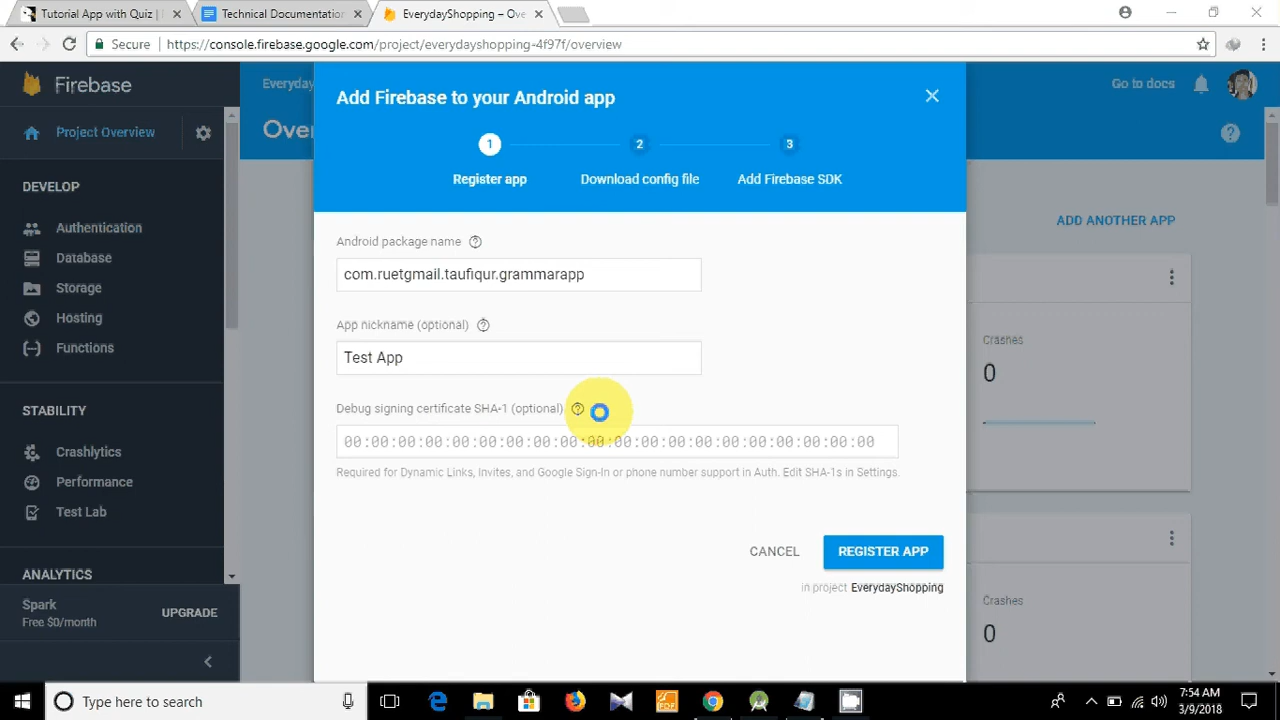 Tutorial App with Quiz |
Technical Documentation
EverydayShopping – Ove
Secure
https://console.firebase.google.com/project/everydayshopping-4f97f/overview
Firebase
Project Overview
DEVELOP
Authentication
Database
Storage
Hosting
Functions
STABILITY
Crashlytics
Performance
Test Lab
ANALYTICS
Spark
Free $0/month
UPGRADE
Everyday
Go to docs
Over
ADD ANOTHER APP
Crashes
0
Crashes
0
Add Firebase to your Android app
1
2
3
Register app
Download config file
Add Firebase SDK
Android package name
com.ruetgmail.taufiqur.grammarapp
App nickname (optional)
Test App
Debug signing certificate SHA-1 (optional)
00:00:00:00:00:00:00:00:00:00:00:00:00:00:00:00:00:00:00:00
Required for Dynamic Links, Invites, and Google Sign-In or phone number support in Auth. Edit SHA-1s in Settings.
CANCEL
REGISTER APP
in project EverydayShopping
Type here to search
PDF
7:54 AM
3/9/2018